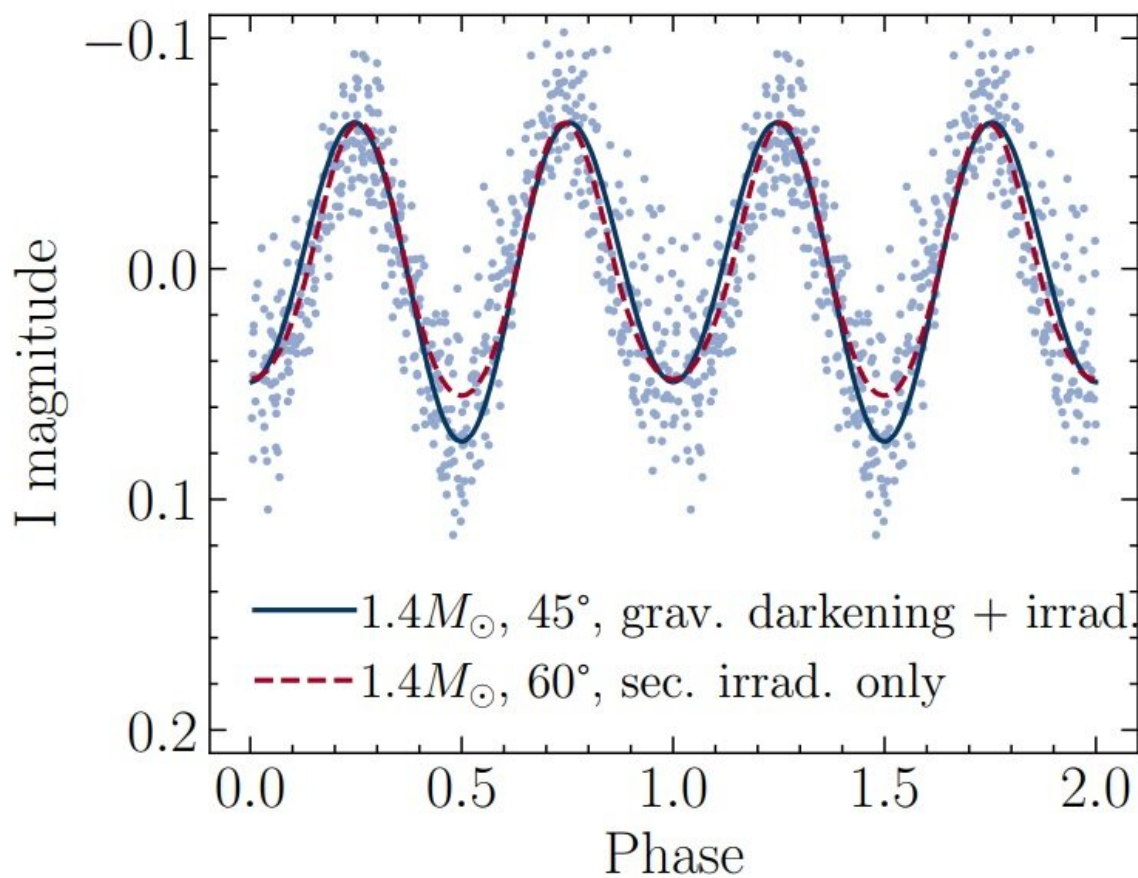 −0.1
0.0
0.1
0.2
I magnitude
1.4M☉, 45°, grav. darkening + irrad.
1.4M☉, 60°, sec. irrad. only
0.0 0.5 1.0 1.5 2.0
Phase